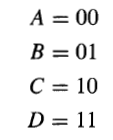 A = 00
B = 01
C = 10
D = 11